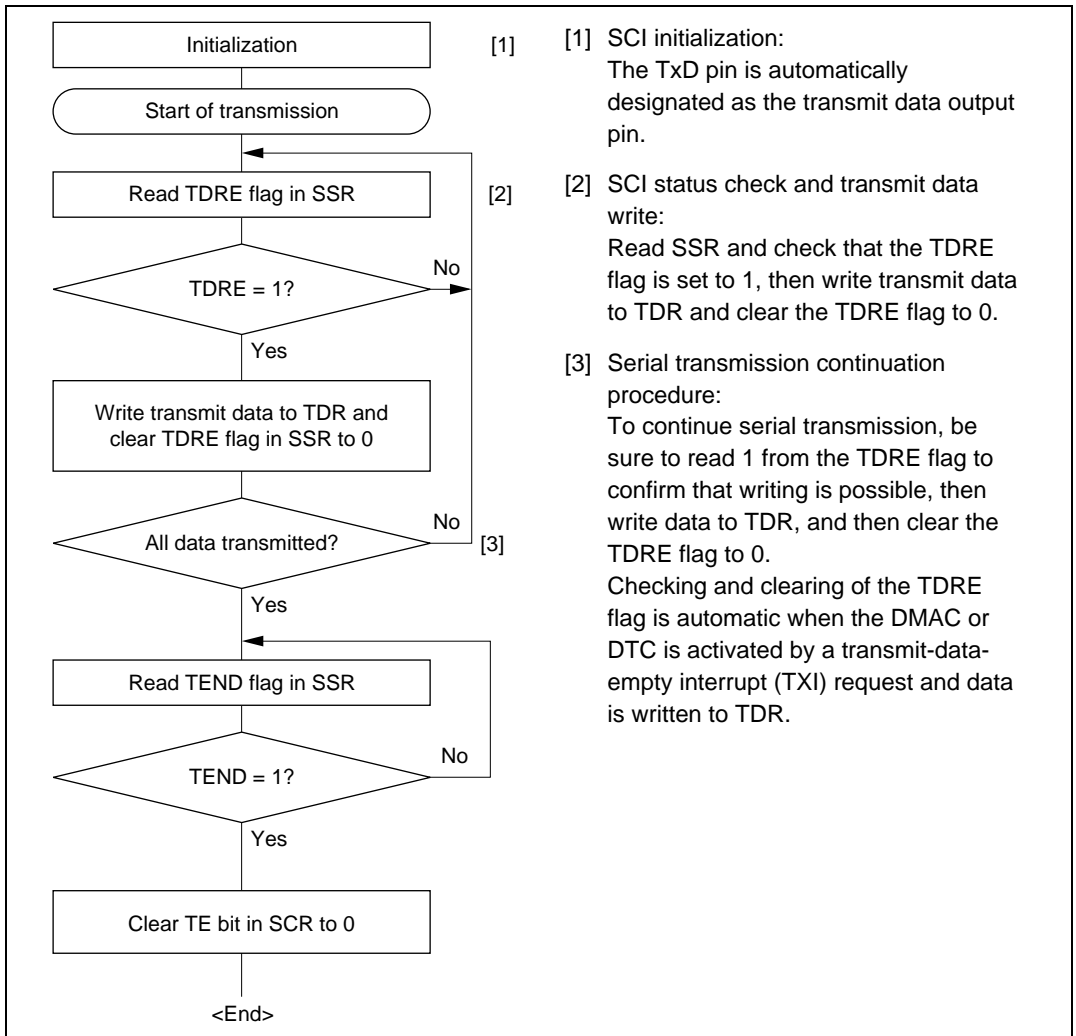 Initialization
[1]
Start of transmission
Read TDRE flag in SSR
[2]
TDRE = 1?
No
Yes
Write transmit data to TDR and
clear TDRE flag in SSR to 0
All data transmitted?
No
[3]
Yes
Read TEND flag in SSR
TEND = 1?
No
Yes
Clear TE bit in SCR to 0
<End>
[1] SCI initialization:
The TxD pin is automatically
designated as the transmit data output
pin.
[2] SCI status check and transmit data
write:
Read SSR and check that the TDRE
flag is set to 1, then write transmit data
to TDR and clear the TDRE flag to 0.
[3] Serial transmission continuation
procedure:
To continue serial transmission, be
sure to read 1 from the TDRE flag to
confirm that writing is possible, then
write data to TDR, and then clear the
TDRE flag to 0.
Checking and clearing of the TDRE
flag is automatic when the DMAC or
DTC is activated by a transmit-data-
empty interrupt (TXI) request and data
is written to TDR.